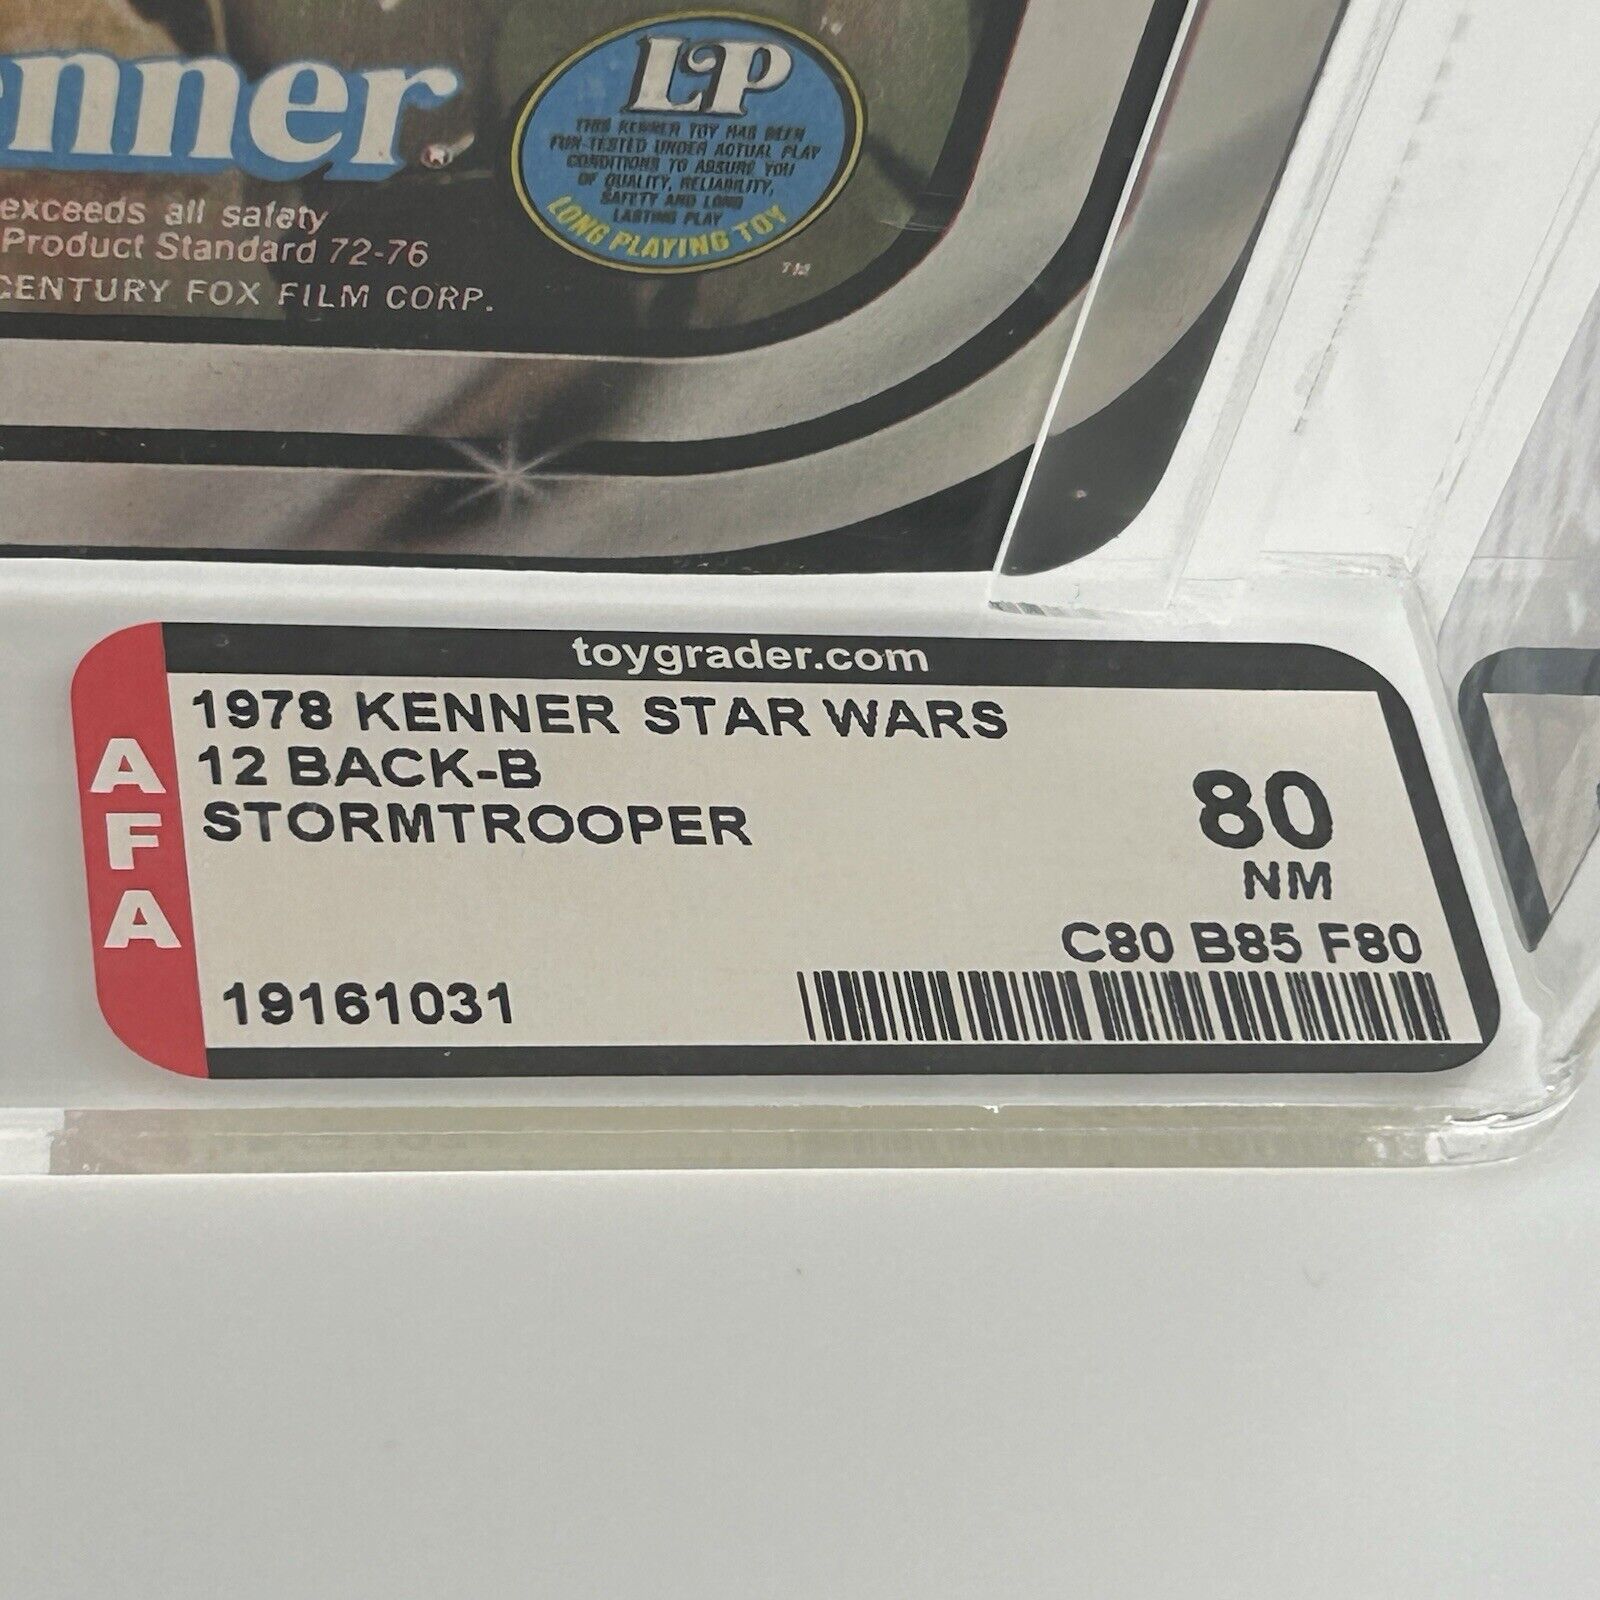 enner.
LP
THIS KENNER TOY HAS BEEN
FUN-TESTED UNDER ACTUAL PLAY
CONDITIONS TO ASSURE YOU
OF QUALITY, RELIABILITY,
SAFETY AND LONG
LASTING PLAY
LONG PLAYING TOY
TM
exceeds all safety
Product Standard 72-76
CENTURY FOX FILM CORP.
toygrader.com
AFA
1978 KENNER STAR WARS
12 BACK-B
STORMTROOPER
80
NM
C80 B85 F80
19161031